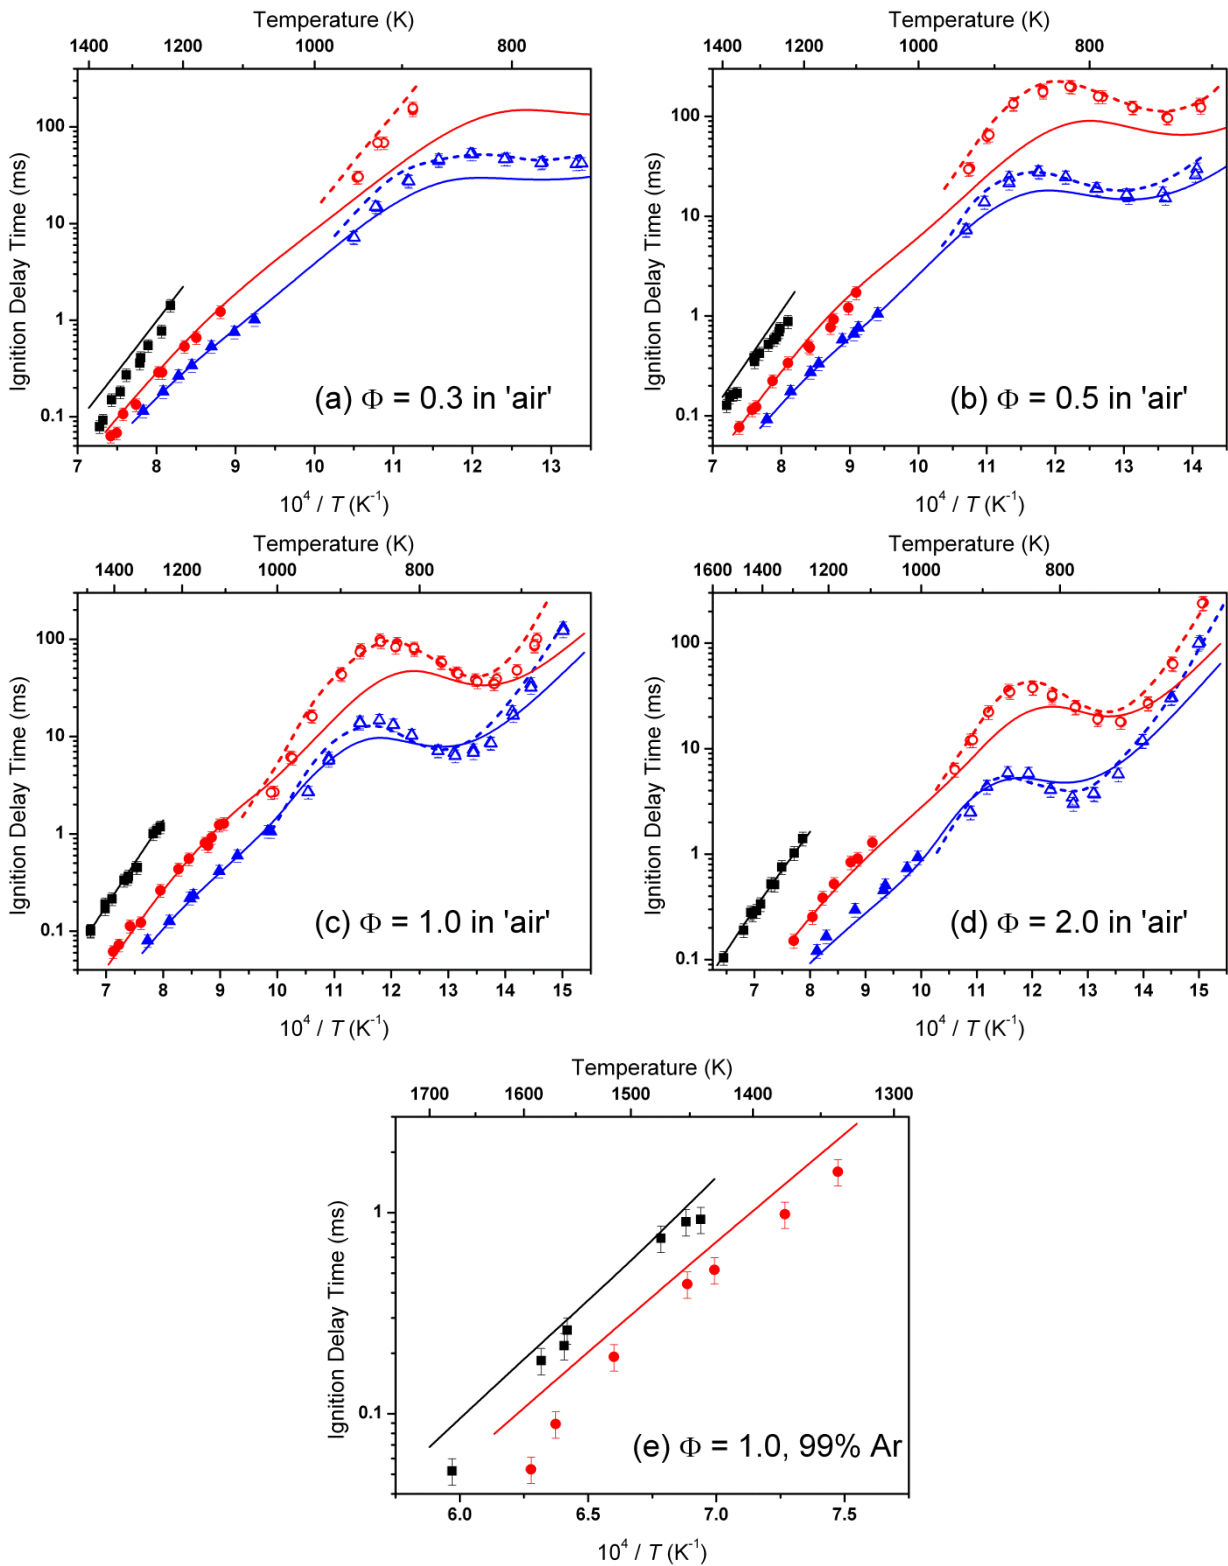 Temperature (K)
1400 1200 1000 800
Ignition Delay Time (ms)
100
10
1
0.1
(a) Φ = 0.3 in 'air'
7 8 9 10 11 12 13
10⁴ / T (K⁻¹)
Temperature (K)
1400 1200 1000 800
Ignition Delay Time (ms)
100
10
1
0.1
(b) Φ = 0.5 in 'air'
7 8 9 10 11 12 13 14
10⁴ / T (K⁻¹)
Temperature (K)
1400 1200 1000 800
Ignition Delay Time (ms)
100
10
1
0.1
(c) Φ = 1.0 in 'air'
7 8 9 10 11 12 13 14 15
10⁴ / T (K⁻¹)
Temperature (K)
1600 1400 1200 1000 800
Ignition Delay Time (ms)
100
10
1
0.1
(d) Φ = 2.0 in 'air'
7 8 9 10 11 12 13 14 15
10⁴ / T (K⁻¹)
Temperature (K)
1700 1600 1500 1400 1300
Ignition Delay Time (ms)
1
0.1
(e) Φ = 1.0, 99% Ar
6.0 6.5 7.0 7.5
10⁴ / T (K⁻¹)